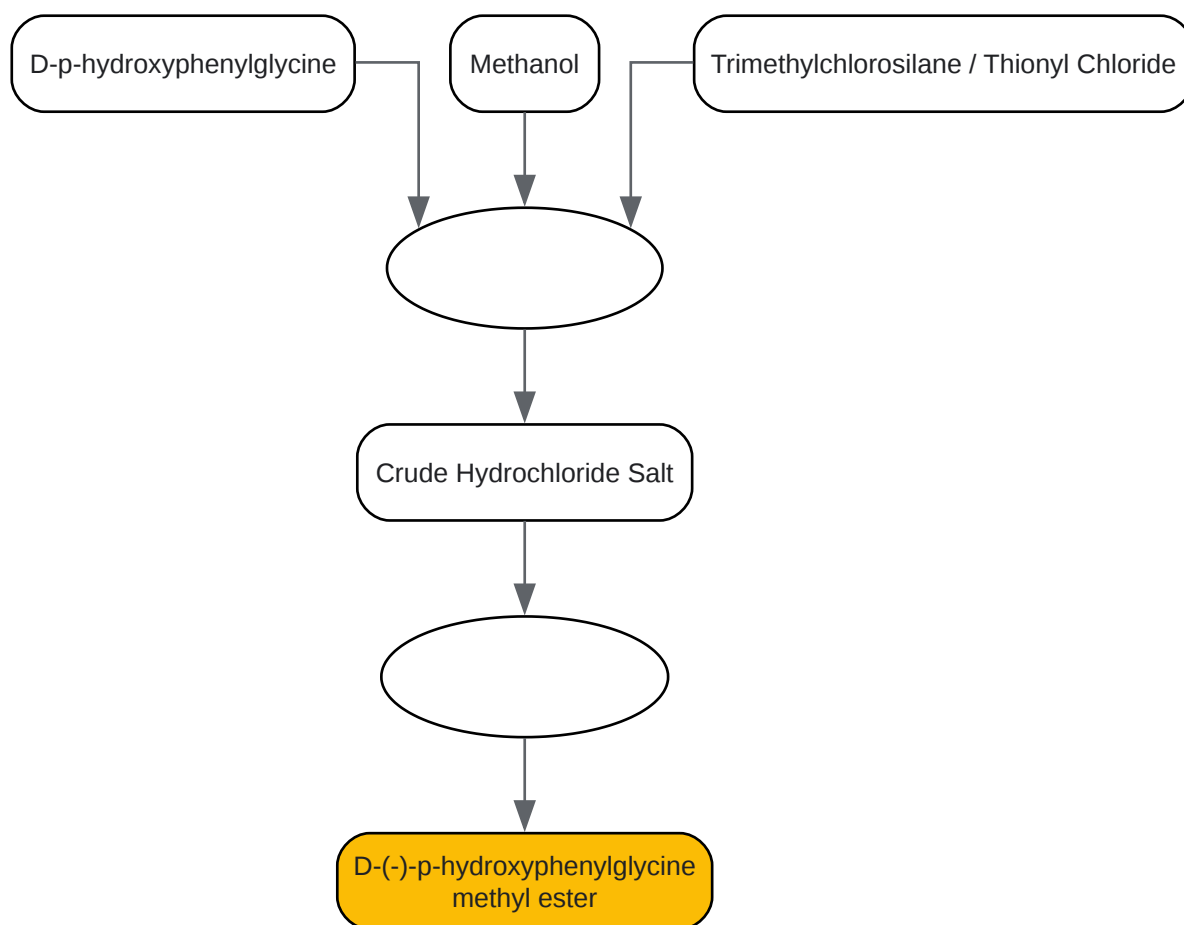 D-p-hydroxyphenylglycine
Methanol
Trimethylchlorosilane / Thionyl Chloride
Crude Hydrochloride Salt
D-(-)-p-hydroxyphenylglycine
methyl ester